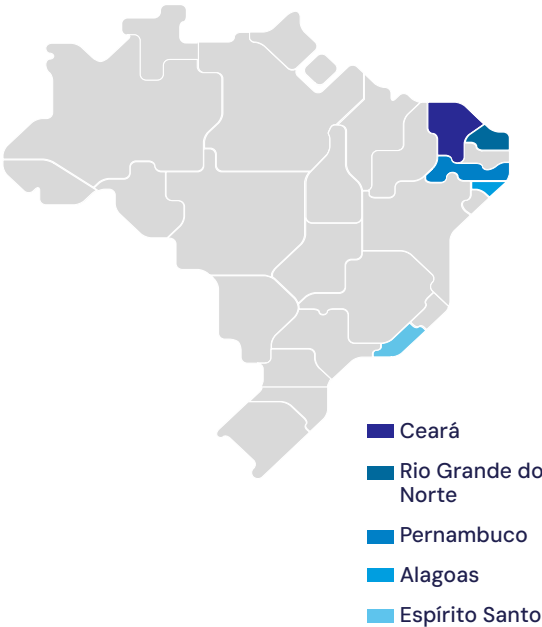 Ceará
Rio Grande do
Norte
Pernambuco
Alagoas
Espírito Santo